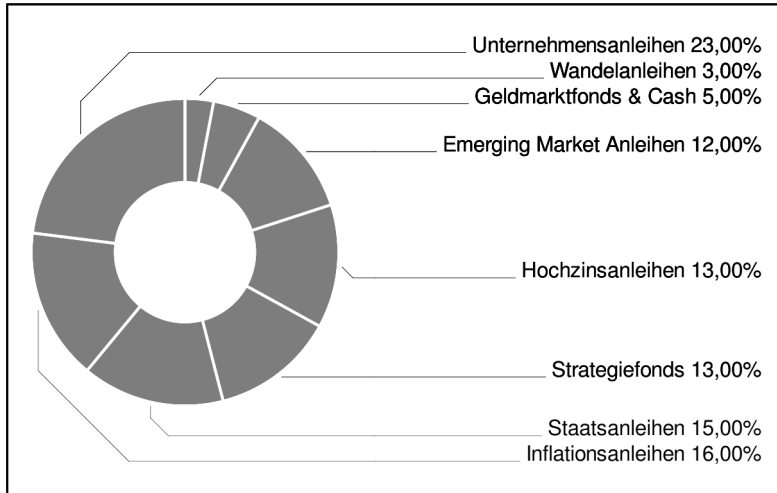 Unternehmensanleihen 23,00%
Wandelanleihen 3,00%
Geldmarktfonds & Cash 5,00%
Emerging Market Anleihen 12,00%
Hochzinsanleihen 13,00%
Strategiefonds 13,00%
Staatsanleihen 15,00%
Inflationsanleihen 16,00%